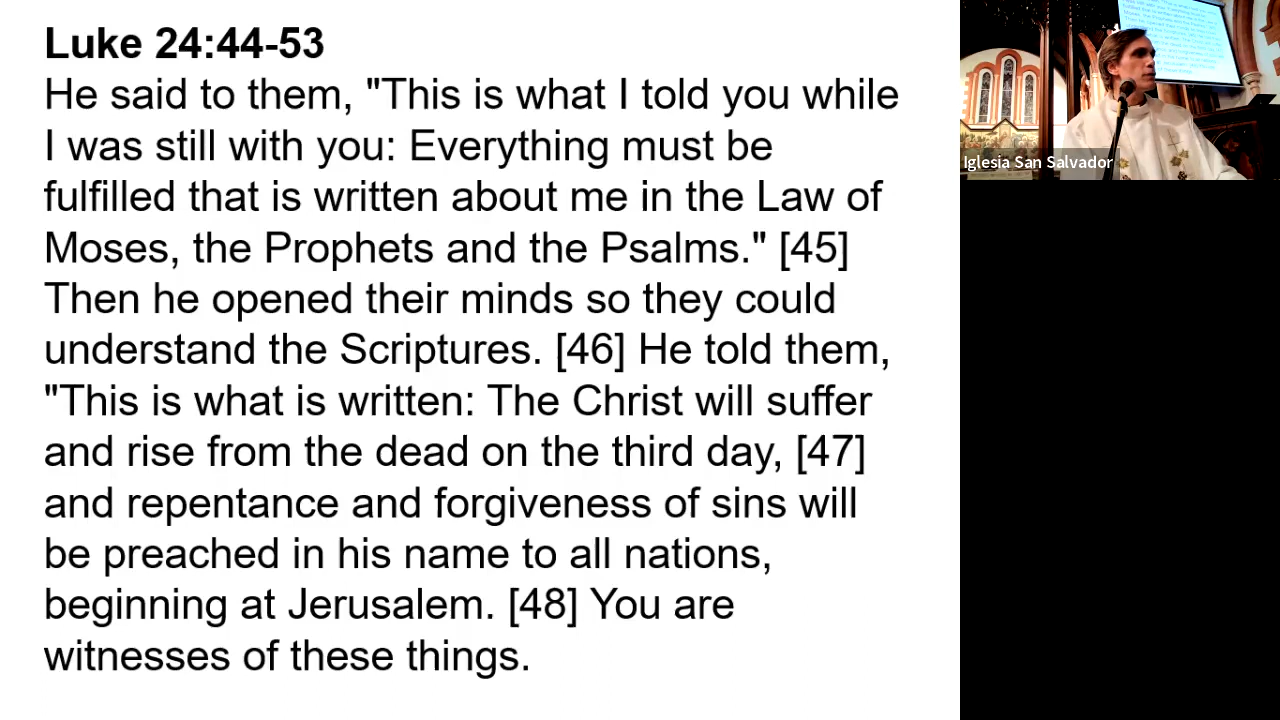 Luke 24:44-53
He said to them, "This is what I told you while
I was still with you: Everything must be
fulfilled that is written about me in the Law of
Moses, the Prophets and the Psalms." [45]
Then he opened their minds so they could
understand the Scriptures. [46] He told them,
"This is what is written: The Christ will suffer
and rise from the dead on the third day, [47]
and repentance and forgiveness of sins will
be preached in his name to all nations,
beginning at Jerusalem. [48] You are
witnesses of these things.
Iglesia San Salvador